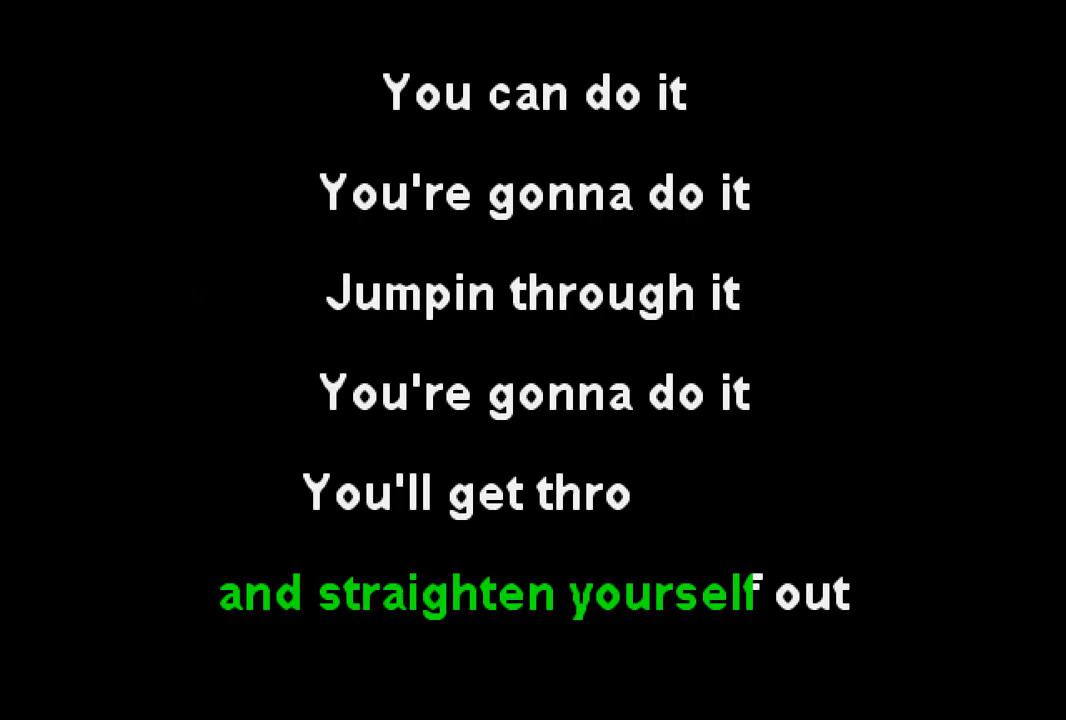 You can do it
You're gonna do it
Jumpin through it
You're gonna do it
You'll get thro
and straighten yourself out